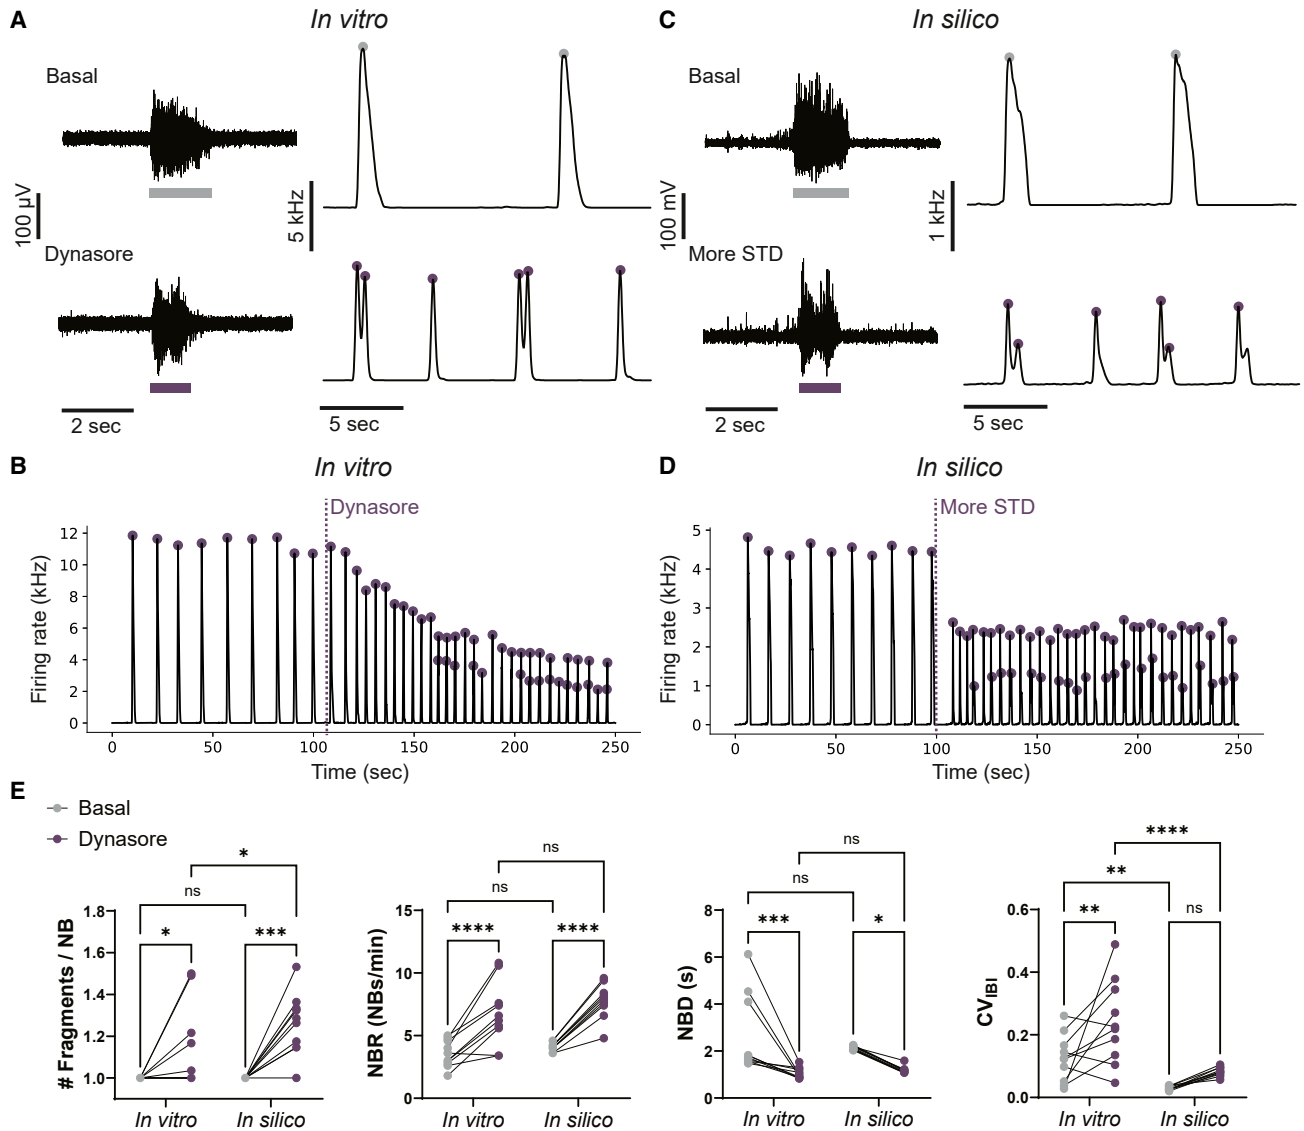 A
In vitro
Basal
100 µV
5 kHz
Dynasore
2 sec
5 sec
C
In silico
Basal
100 mV
1 kHz
More STD
2 sec
5 sec
B
In vitro
Dynasore
Firing rate (kHz)
12
10
8
6
4
2
0
0
50
100
150
200
250
Time (sec)
D
In silico
More STD
Firing rate (kHz)
5
4
3
2
1
0
0
50
100
150
200
250
Time (sec)
E
Basal
Dynasore
# Fragments / NB
1.8
1.6
1.4
1.2
1.0
*
ns
*
***
In vitro
In silico
NBR (NBs/min)
15
10
5
0
ns
ns
****
****
In vitro
In silico
NBD (s)
8
6
4
2
0
ns
ns
***
*
In vitro
In silico
CVIBI
0.6
0.4
0.2
0.0
****
**
**
ns
In vitro
In silico